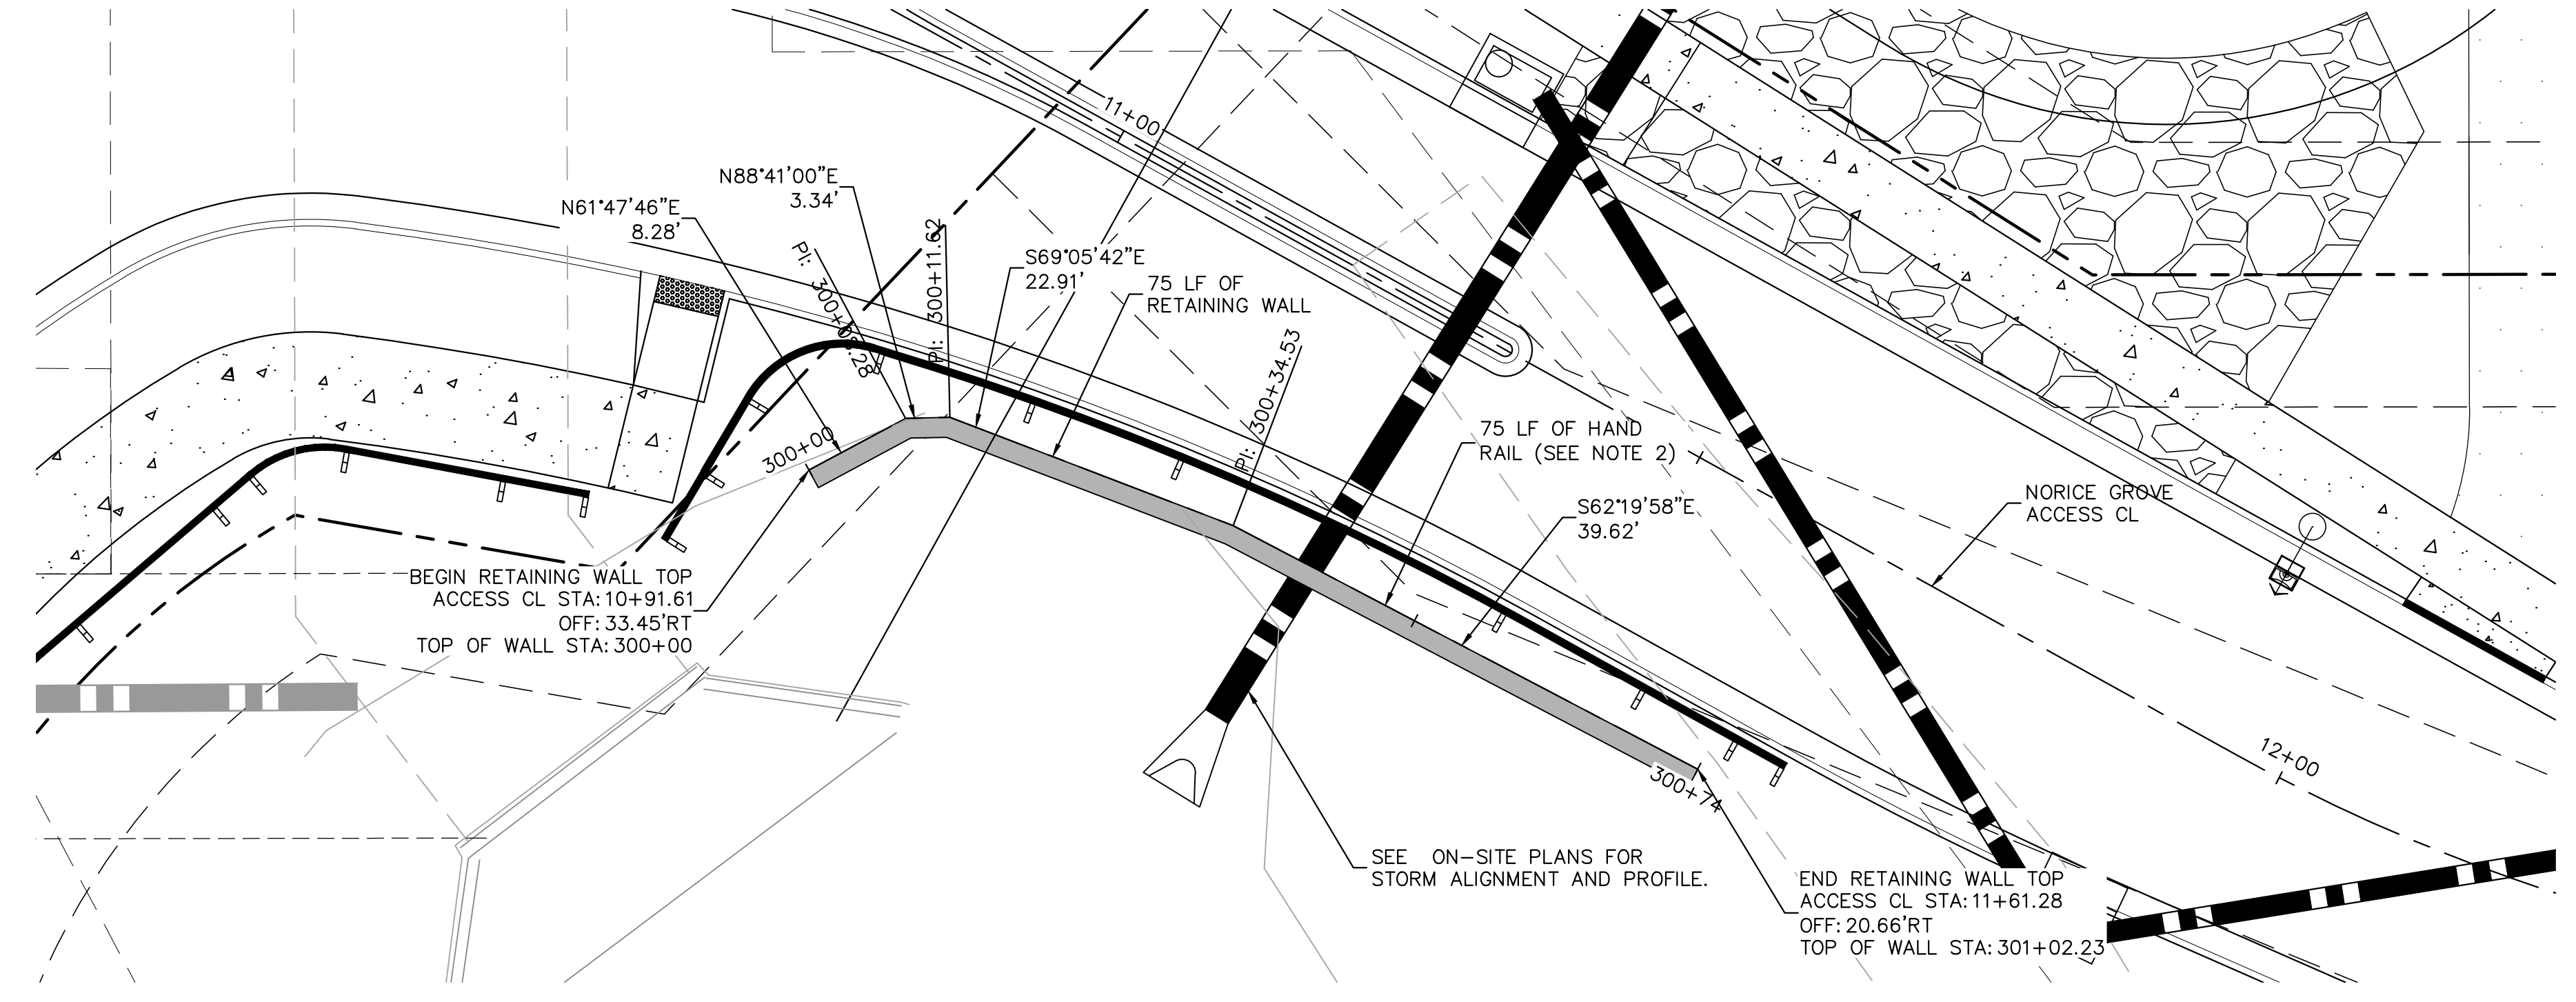 11+00
N88°41'00"E
3.34'
N61°47'46"E
8.28'
PI: 300+08.28
PI: 300+11.62
S69°05'42"E
22.91'
75 LF OF
RETAINING WALL
PI: 300+34.53
300+00
75 LF OF HAND
RAIL (SEE NOTE 2)
S62°19'58"E
39.62'
NORICE GROVE
ACCESS CL
BEGIN RETAINING WALL TOP
ACCESS CL STA:10+91.61
OFF:33.45'RT
TOP OF WALL STA:300+00
12+00
300+74
SEE ON-SITE PLANS FOR
STORM ALIGNMENT AND PROFILE.
END RETAINING WALL TOP
ACCESS CL STA:11+61.28
OFF:20.66'RT
TOP OF WALL STA:301+02.23